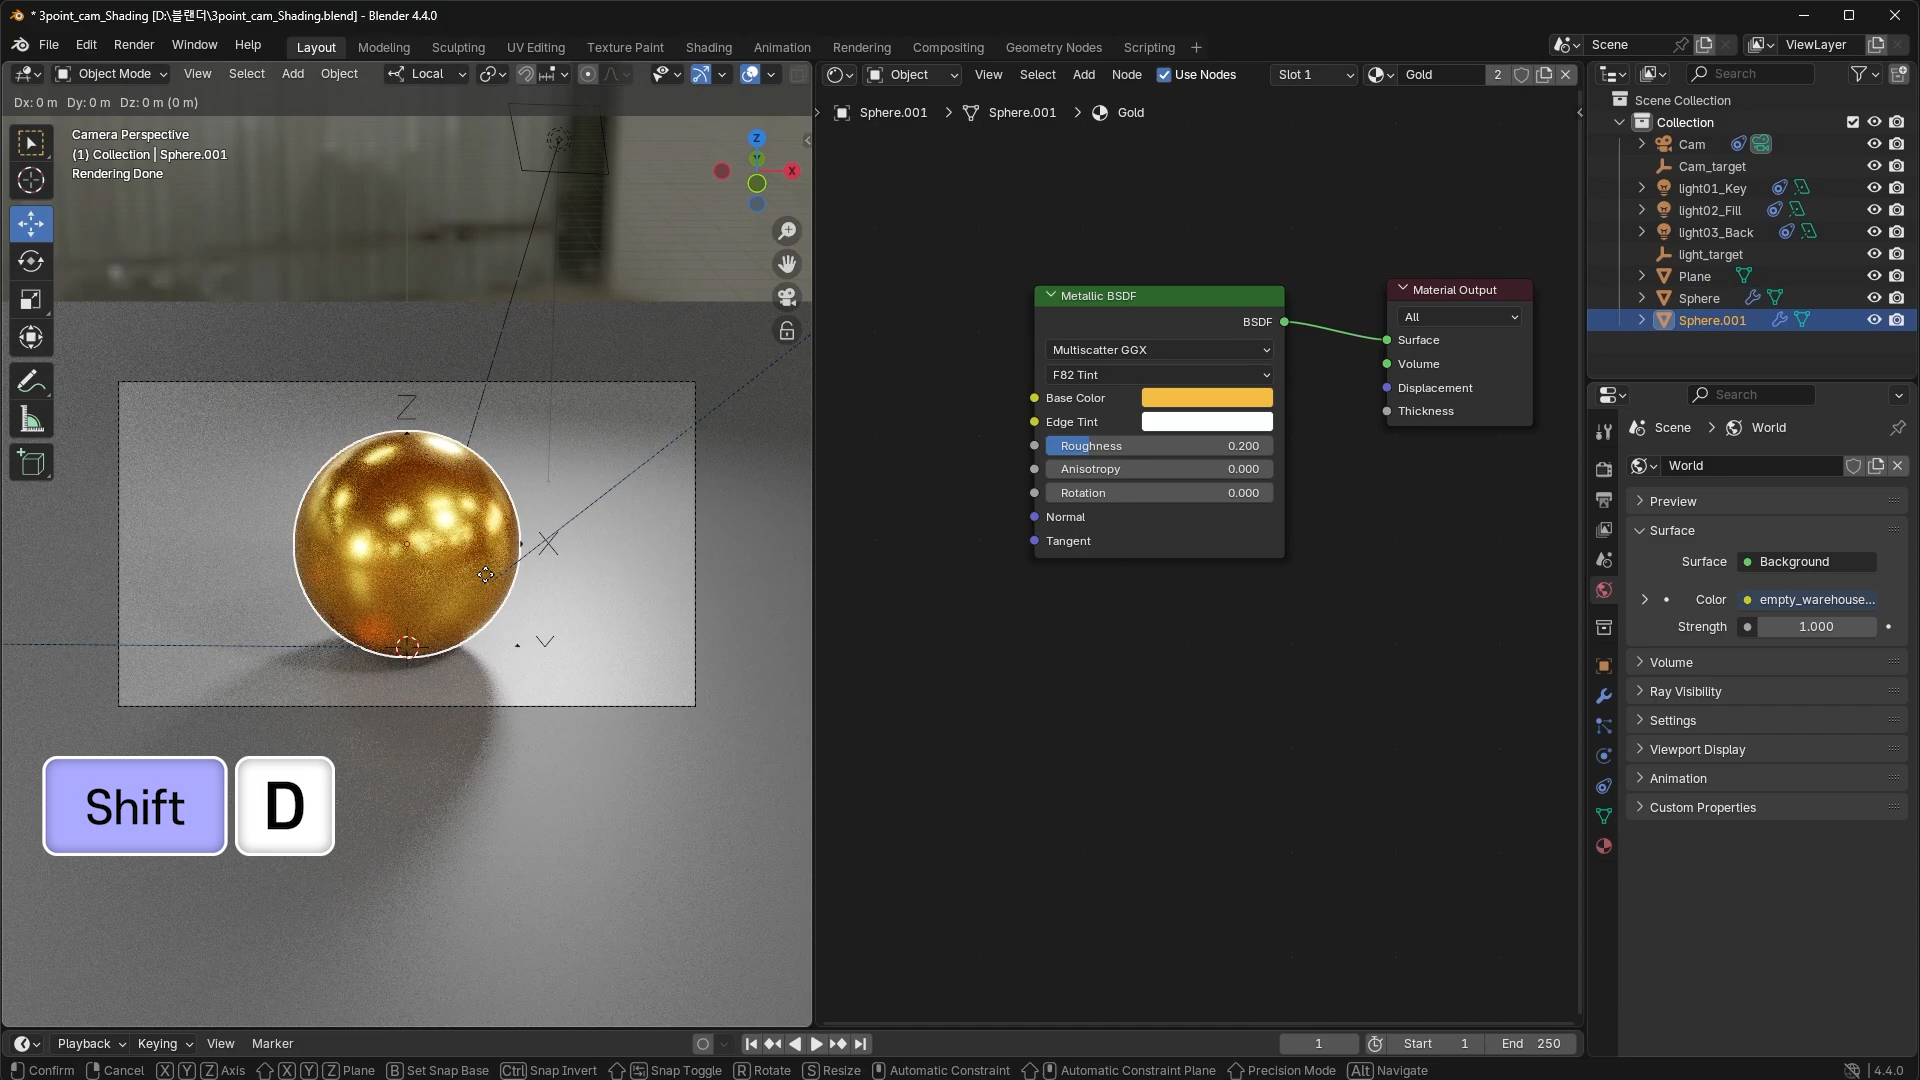 * 3point_cam_Shading [D:\블랜더\3point_cam_Shading.blend] - Blender 4.4.0
File Edit Render Window Help Layout Modeling Sculpting UV Editing Texture Paint Shading Animation Rendering Compositing Geometry Nodes Scripting + Scene ViewLayer
Object Mode View Select Add Object Local Object View Select Add Node Use Nodes Slot 1 Gold 2 Search
Dx: 0 m Dy: 0 m Dz: 0 m (0 m)
Camera Perspective
(1) Collection | Sphere.001
Rendering Done
Z
Y
X
Z
X
Y
Shift D
Sphere.001 > Sphere.001 > Gold
Metallic BSDF
BSDF
Multiscatter GGX
F82 Tint
Base Color
Edge Tint
Roughness 0.200
Anisotropy 0.000
Rotation 0.000
Normal
Tangent
Material Output
All
Surface
Volume
Displacement
Thickness
Scene Collection
Collection
Cam
Cam_target
light01_Key
light02_Fill
light03_Back
light_target
Plane
Sphere
Sphere.001
Search
Scene > World
World
Preview
Surface
Surface Background
Color empty_warehouse...
Strength 1.000
Volume
Ray Visibility
Settings
Viewport Display
Animation
Custom Properties
Playback Keying View Marker 1 Start 1 End 250
Confirm Cancel X Y Z Axis X Y Z Plane B Set Snap Base Ctrl Snap Invert Snap Toggle R Rotate S Resize Automatic Constraint Automatic Constraint Plane Precision Mode Alt Navigate 4.4.0